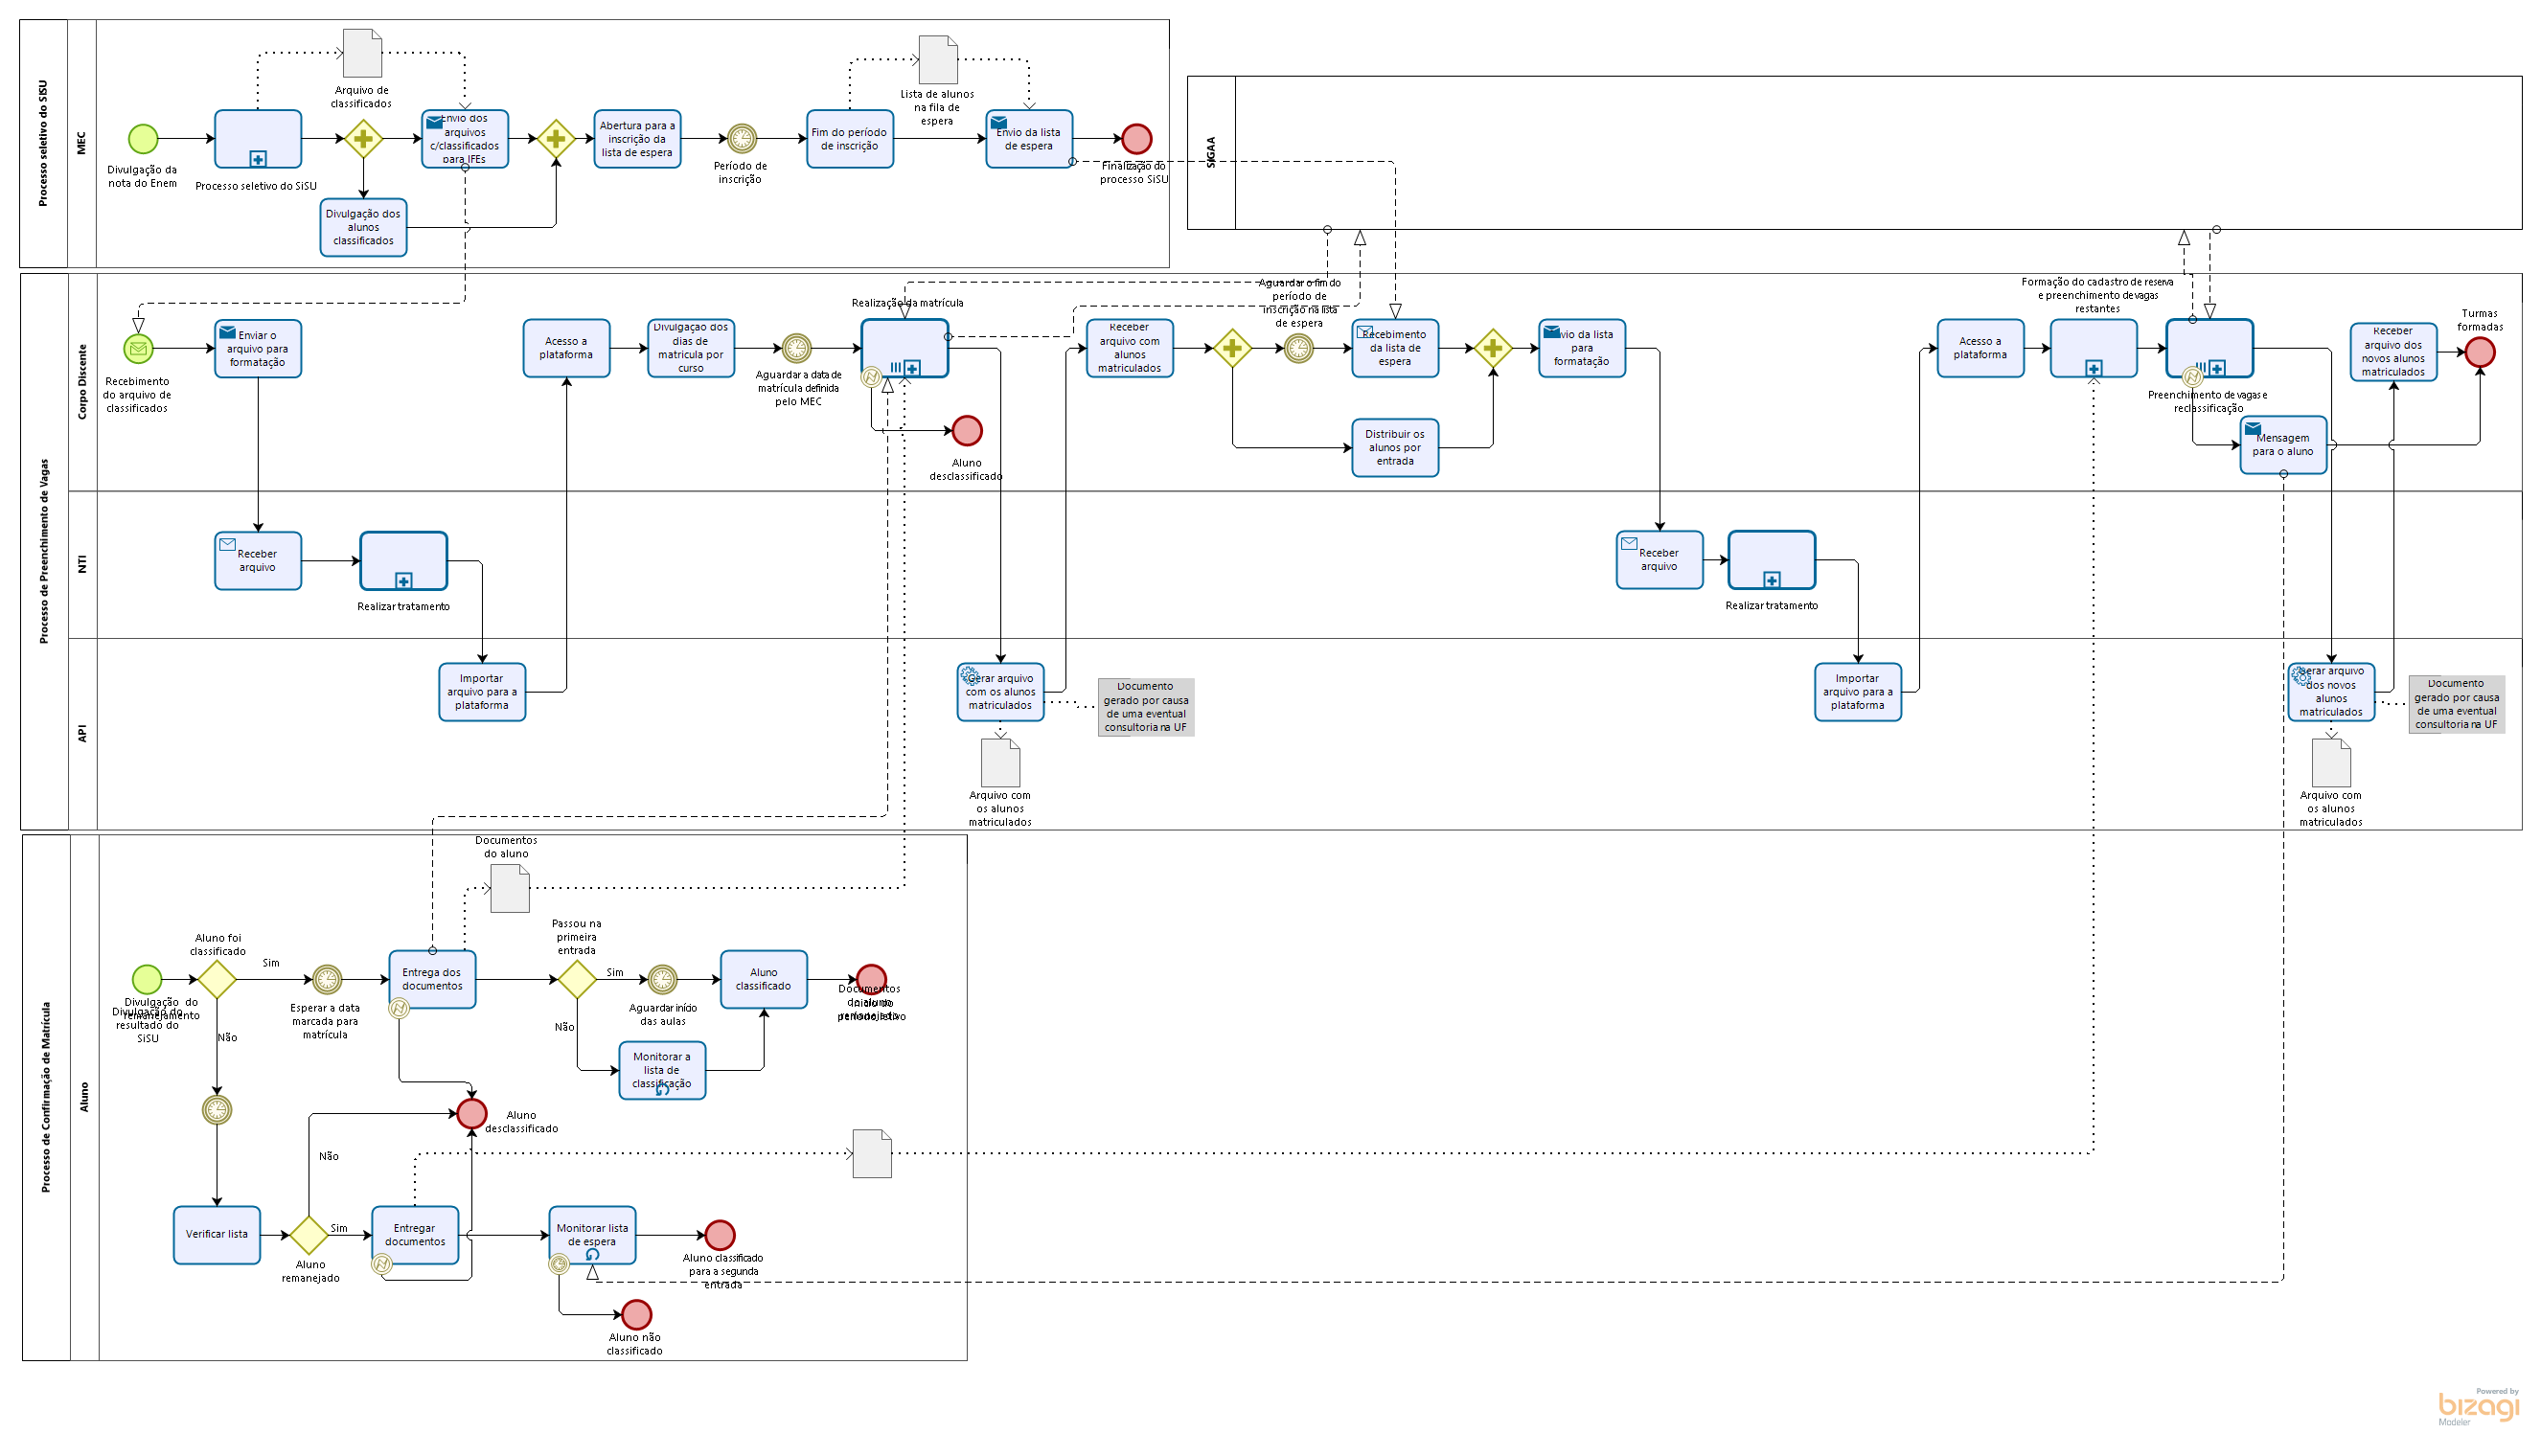 Processo seletivo do SISU
MEC
Divulgação da
nota do Enem
Processo seletivo do SiSU
Arquivo de
classificados
Envio dos
arquivos
c/classificados
para IFEs
Divulgação dos
alunos
classificados
Abertura para a
inscrição da
lista de espera
Período de
inscrição
Fim do período
de inscrição
Lista de alunos
na fila de
espera
Envio da lista
de espera
Finalização do
processo SiSU
SIGAA
Processo de Preenchimento de Vagas
Corpo Discente
Recebimento
do arquivo de
classificados
Enviar o
arquivo para
formatação
Acesso a
plataforma
Divulgação dos
dias de
matricula por
curso
Aguardar a data de
matrícula definida
pelo MEC
Realização da matrícula
Aluno
desclassificado
Receber
arquivo com
alunos
matriculados
Aguardar o fim do
período de
inscrição na lista
de espera
Recebimento
da lista de
espera
Distribuir os
alunos por
entrada
Envio da lista
para
formatação
Acesso a
plataforma
Formação do cadastro de reserva
e preenchimento de vagas
restantes
Preenchimento de vagas e
reclassificação
Mensagem
para o aluno
Receber
arquivo dos
novos alunos
matriculados
Turmas
formadas
NTI
Receber
arquivo
Realizar tratamento
Receber
arquivo
Realizar tratamento
API
Importar
arquivo para a
plataforma
Gerar arquivo
com os alunos
matriculados
Documento
gerado por causa
de uma eventual
consultoria na UF
Arquivo com
os alunos
matriculados
Importar
arquivo para a
plataforma
Gerar arquivo
dos novos
alunos
matriculados
Documento
gerado por causa
de uma eventual
consultoria na UF
Arquivo com
os alunos
matriculados
Processo de Confirmação de Matrícula
Aluno
Divulgação do
resultado do
SiSU
Divulgação do
remanejamento
Aluno foi
classificado
Sim
Não
Esperar a data
marcada para
matrícula
Entrega dos
documentos
Documentos
do aluno
Passou na
primeira
entrada
Sim
Não
Aguardar início
das aulas
Aluno
classificado
Monitorar a
lista de
classificação
Documentos
do aluno
remanejado
Início do
período letivo
Aluno
desclassificado
Não
Verificar lista
Sim
Aluno
remanejado
Entregar
documentos
Monitorar lista
de espera
Aluno classificado
para a segunda
entrada
Aluno não
classificado
Powered by
bizagi
Modeler